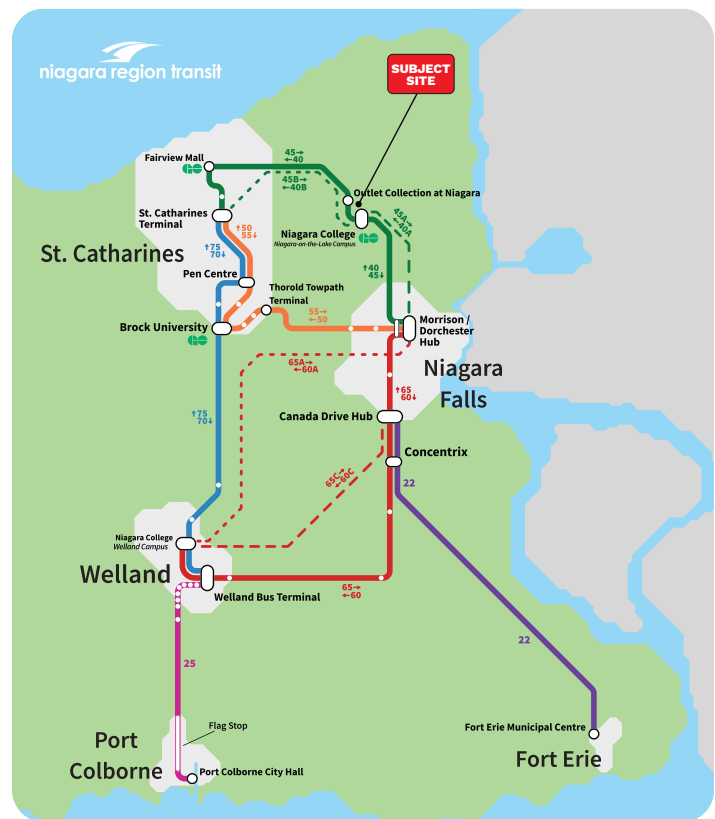 niagara region transit
SUBJECT
SITE
45→
←40
Fairview Mall
45B→
←40B
Outlet Collection at Niagara
St. Catharines
Terminal
45A→
←40A
↑50
55↓
Niagara College
Niagara-on-the-Lake Campus
St. Catharines
↑75
70↓
Pen Centre
↑40
45↓
Thorold Towpath
Terminal
55→
←50
Brock University
Morrison /
Dorchester
Hub
65A→
←60A
Niagara
Falls
↑65
60↓
↑75
70↓
Canada Drive Hub
Concentrix
65C→
←60C
22
Niagara College
Welland Campus
Welland
65→
←60
Welland Bus Terminal
22
25
Flag Stop
Fort Erie Municipal Centre
Port
Colborne
Fort Erie
Port Colborne City Hall